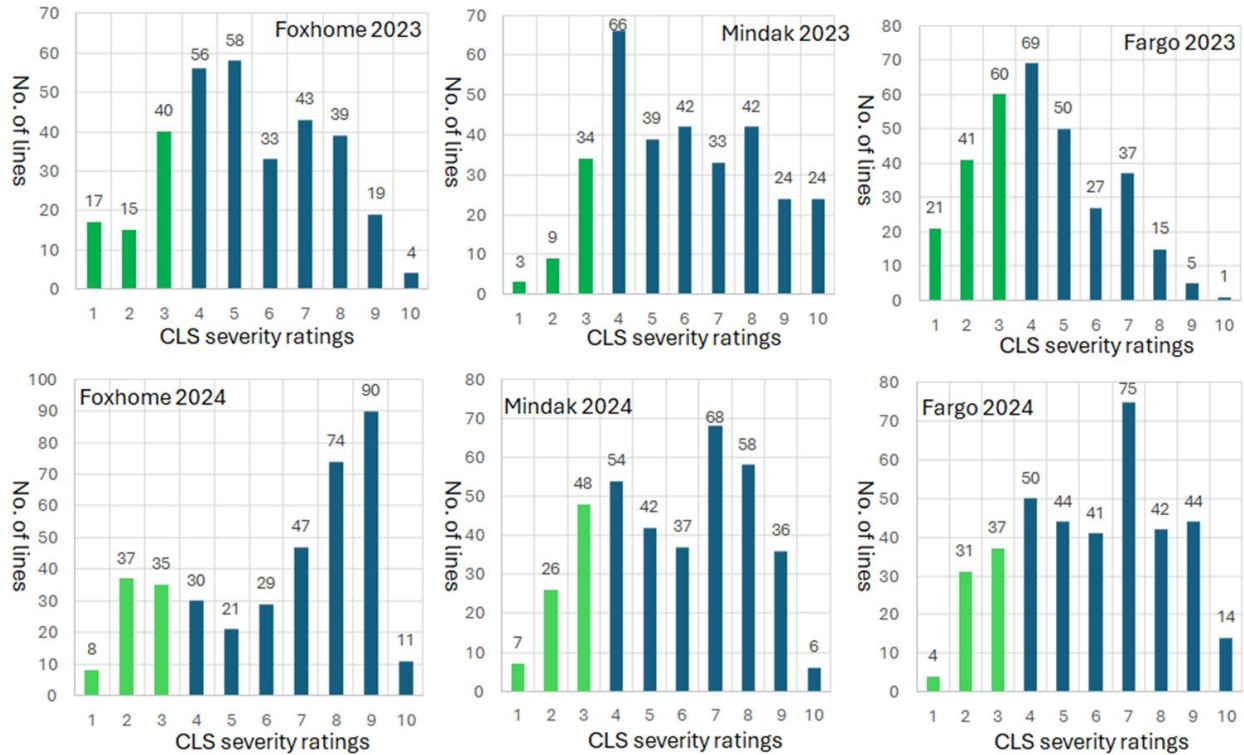 Foxhome 2023
No. of lines
70
60
50
40
30
20
10
0
17 15 40 56 58 33 43 39 19 4
1 2 3 4 5 6 7 8 9 10
CLS severity ratings
Mindak 2023
No. of lines
70
60
50
40
30
20
10
0
3 9 34 66 39 42 33 42 24 24
1 2 3 4 5 6 7 8 9 10
CLS severity ratings
Fargo 2023
No. of lines
80
70
60
50
40
30
20
10
0
21 41 60 69 50 27 37 15 5 1
1 2 3 4 5 6 7 8 9 10
CLS severity ratings
Foxhome 2024
No. of lines
100
90
80
70
60
50
40
30
20
10
0
8 37 35 30 21 29 47 74 90 11
1 2 3 4 5 6 7 8 9 10
CLS severity ratings
Mindak 2024
No. of lines
80
70
60
50
40
30
20
10
0
7 26 48 54 42 37 68 58 36 6
1 2 3 4 5 6 7 8 9 10
CLS severity ratings
Fargo 2024
No. of lines
80
70
60
50
40
30
20
10
0
4 31 37 50 44 41 75 42 44 14
1 2 3 4 5 6 7 8 9 10
CLS severity ratings